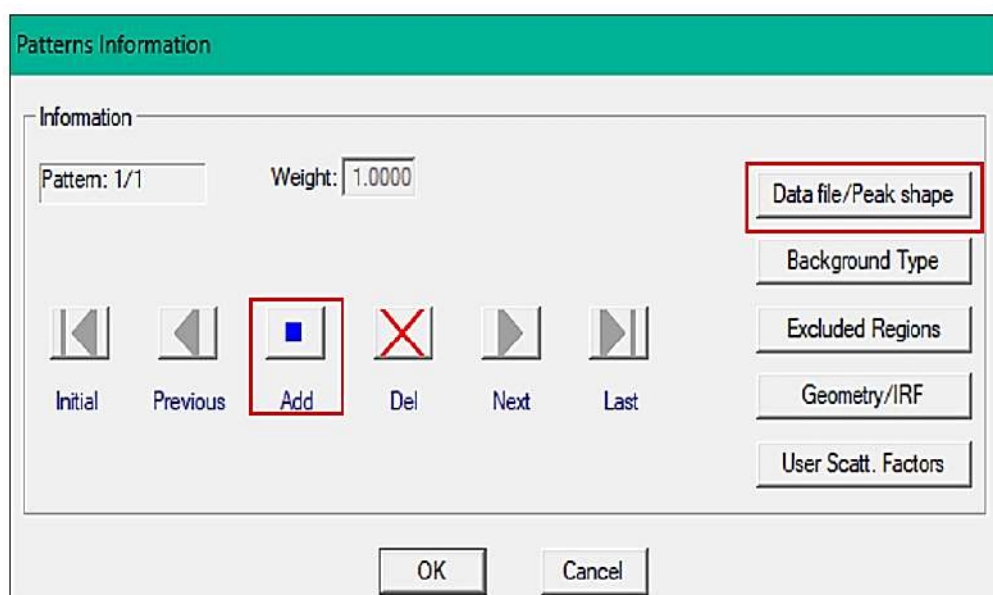 Patterns Information
Information
Pattern: 1/1
Weight: 1.0000
Data file/Peak shape
Background Type
Excluded Regions
Geometry/IRF
User Scatt. Factors
Initial Previous Add Del Next Last
OK Cancel